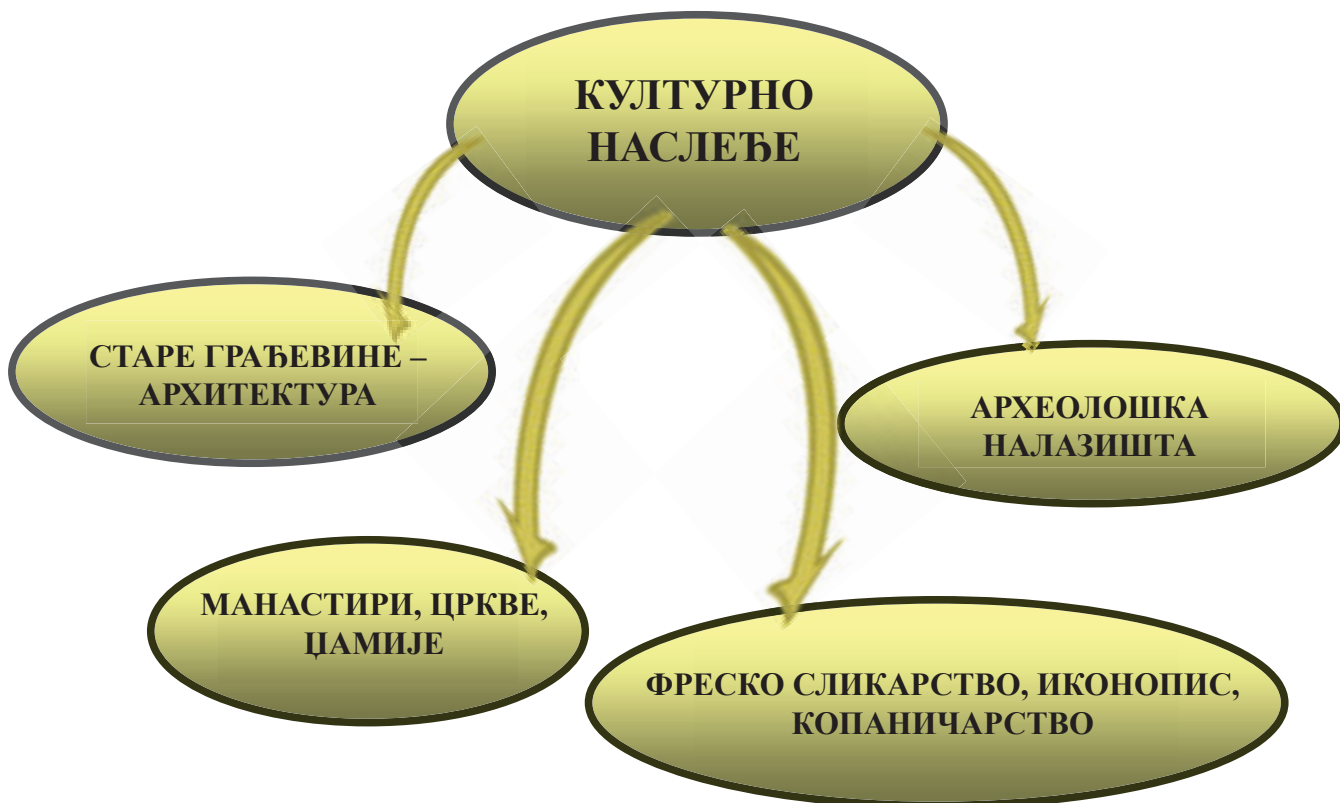 КУЛТУРНО
НАСЛЕЂЕ
СТАРЕ ГРАЂЕВИНЕ –
АРХИТЕКТУРА
АРХЕОЛОШКА
НАЛАЗИШТА
МАНАСТИРИ, ЦРКВЕ,
ЏАМИЈЕ
ФРЕСКО СЛИКАРСТВО, ИКОНОПИС,
КОПАНИЧАРСТВО